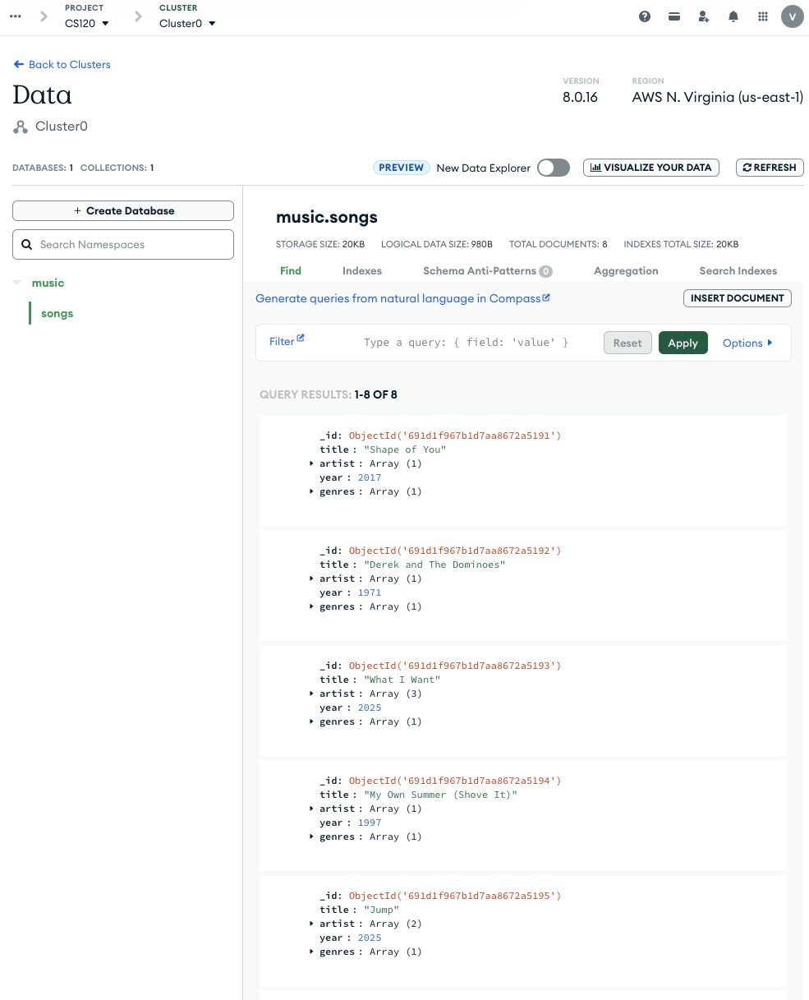 PROJECT
CS120
CLUSTER
Cluster0
V
Back to Clusters
Data
Cluster0
VERSION
8.0.16
REGION
AWS N. Virginia (us-east-1)
DATABASES: 1 COLLECTIONS: 1
PREVIEW New Data Explorer
VISUALIZE YOUR DATA
REFRESH
+ Create Database
Search Namespaces
music
songs
music.songs
STORAGE SIZE: 20KB LOGICAL DATA SIZE: 980B TOTAL DOCUMENTS: 8 INDEXES TOTAL SIZE: 20KB
Find Indexes Schema Anti-Patterns 0 Aggregation Search Indexes
Generate queries from natural language in Compass
INSERT DOCUMENT
Filter Type a query: { field: 'value' } Reset Apply Options
QUERY RESULTS: 1-8 OF 8
_id: ObjectId('691d1f967b1d7aa8672a5191')
title : "Shape of You"
artist : Array (1)
year : 2017
genres : Array (1)
_id: ObjectId('691d1f967b1d7aa8672a5192')
title : "Derek and The Dominoes"
artist : Array (1)
year : 1971
genres : Array (1)
_id: ObjectId('691d1f967b1d7aa8672a5193')
title : "What I Want"
artist : Array (3)
year : 2025
genres : Array (1)
_id: ObjectId('691d1f967b1d7aa8672a5194')
title : "My Own Summer (Shove It)"
artist : Array (1)
year : 1997
genres : Array (1)
_id: ObjectId('691d1f967b1d7aa8672a5195')
title : "Jump"
artist : Array (2)
year : 2025
genres : Array (1)